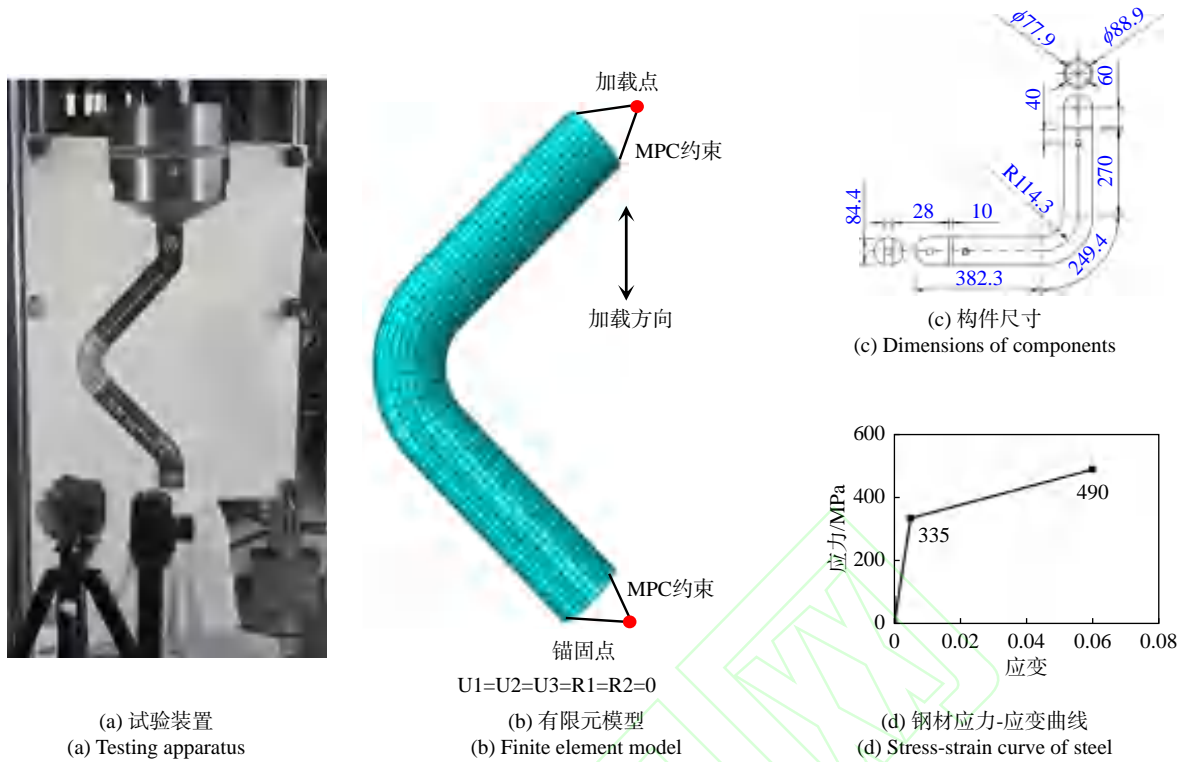 (a) 试验装置
(a) Testing apparatus
加载点
MPC约束
加载方向
MPC约束
锚固点
U1=U2=U3=R1=R2=0
(b) 有限元模型
(b) Finite element model
ϕ77.9
ϕ88.9
60
40
270
R114.3
84.4
28
10
249.4
382.3
(c) 构件尺寸
(c) Dimensions of components
应力/MPa
600
400
200
0
335
490
0
0.02
0.04
0.06
0.08
应变
(d) 钢材应力-应变曲线
(d) Stress-strain curve of steel